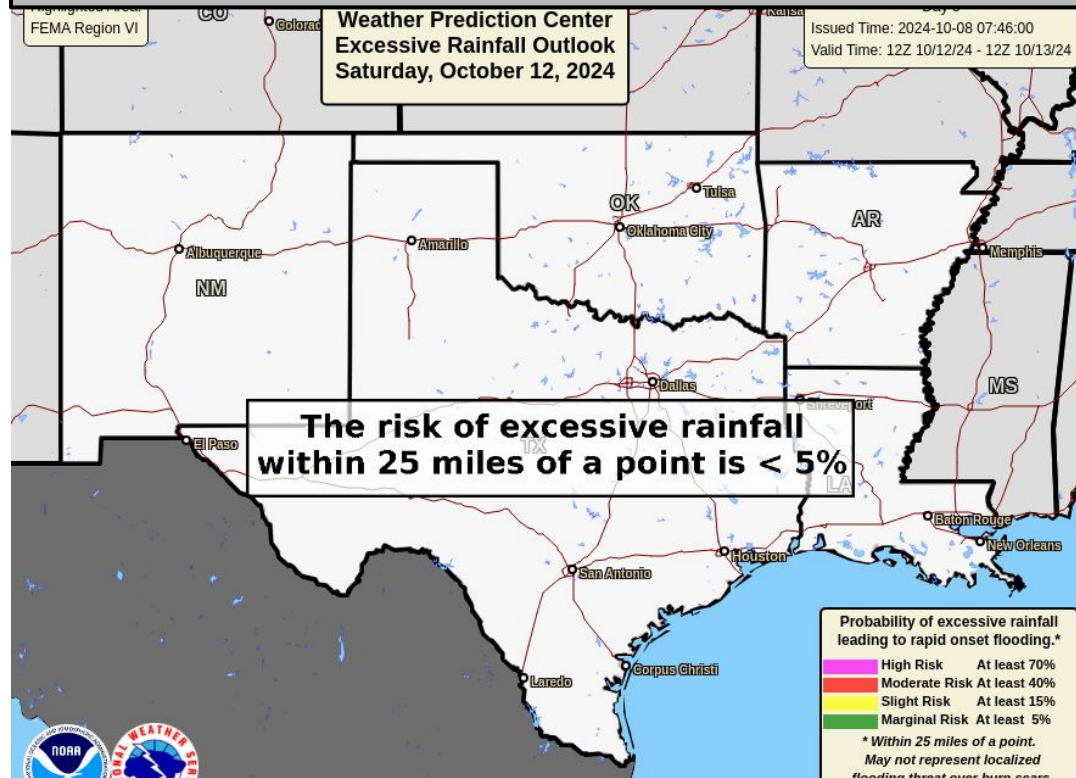 FEMA Region VI
Weather Prediction Center
Excessive Rainfall Outlook
Saturday, October 12, 2024
Issued Time: 2024-10-08 07:46:00
Valid Time: 12Z 10/12/24 - 12Z 10/13/24
CO
Tulsa
OK
Oklahoma City
AR
Albuquerque
Amarillo
Memphis
NM
Dallas
MS
Shreveport
The risk of excessive rainfall
within 25 miles of a point is < 5%
El Paso
TX
LA
Baton Rouge
New Orleans
Houston
San Antonio
Corpus Christi
Laredo
Probability of excessive rainfall
leading to rapid onset flooding.*
High Risk At least 70%
Moderate Risk At least 40%
Slight Risk At least 15%
Marginal Risk At least 5%
* Within 25 miles of a point.
May not represent localized
flooding threat over burn scars
NOAA